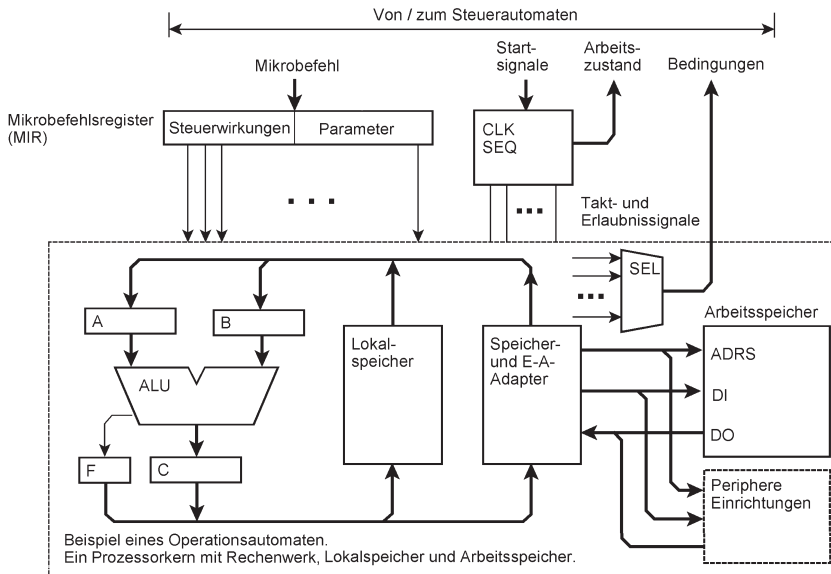 Von / zum Steuerautomaten
Mikrobefehl
Start-
signale
Arbeits-
zustand
Bedingungen
Mikrobefehlsregister
(MIR)
Steuerwirkungen
Parameter
CLK
SEQ
Takt- und
Erlaubnissignale
SEL
A
B
ALU
F
C
Lokal-
speicher
Speicher-
und E-A-
Adapter
Arbeitsspeicher
ADRS
DI
DO
Periphere
Einrichtungen
Beispiel eines Operationsautomaten.
Ein Prozessorkern mit Rechenwerk, Lokalspeicher und Arbeitsspeicher.